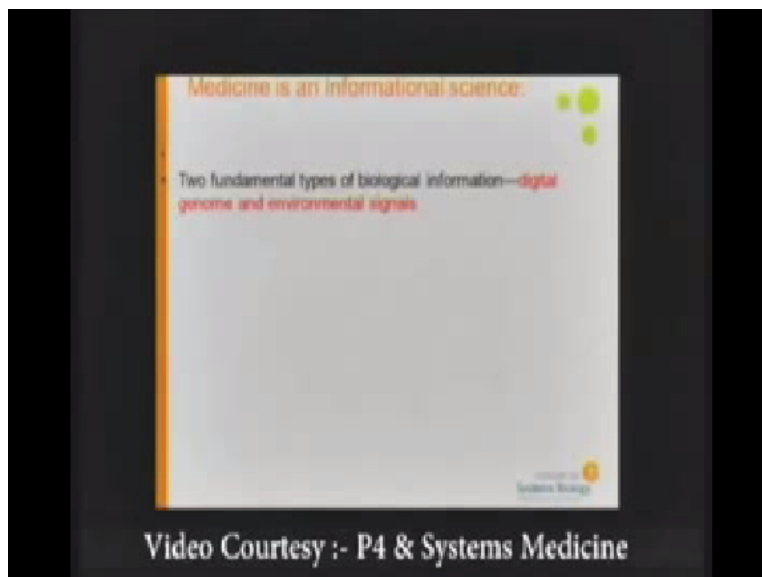 Medicine is an informational science:
Two fundamental types of biological information—digital
genome and environmental signals
Systems Biology
Video Courtesy :- P4 & Systems Medicine